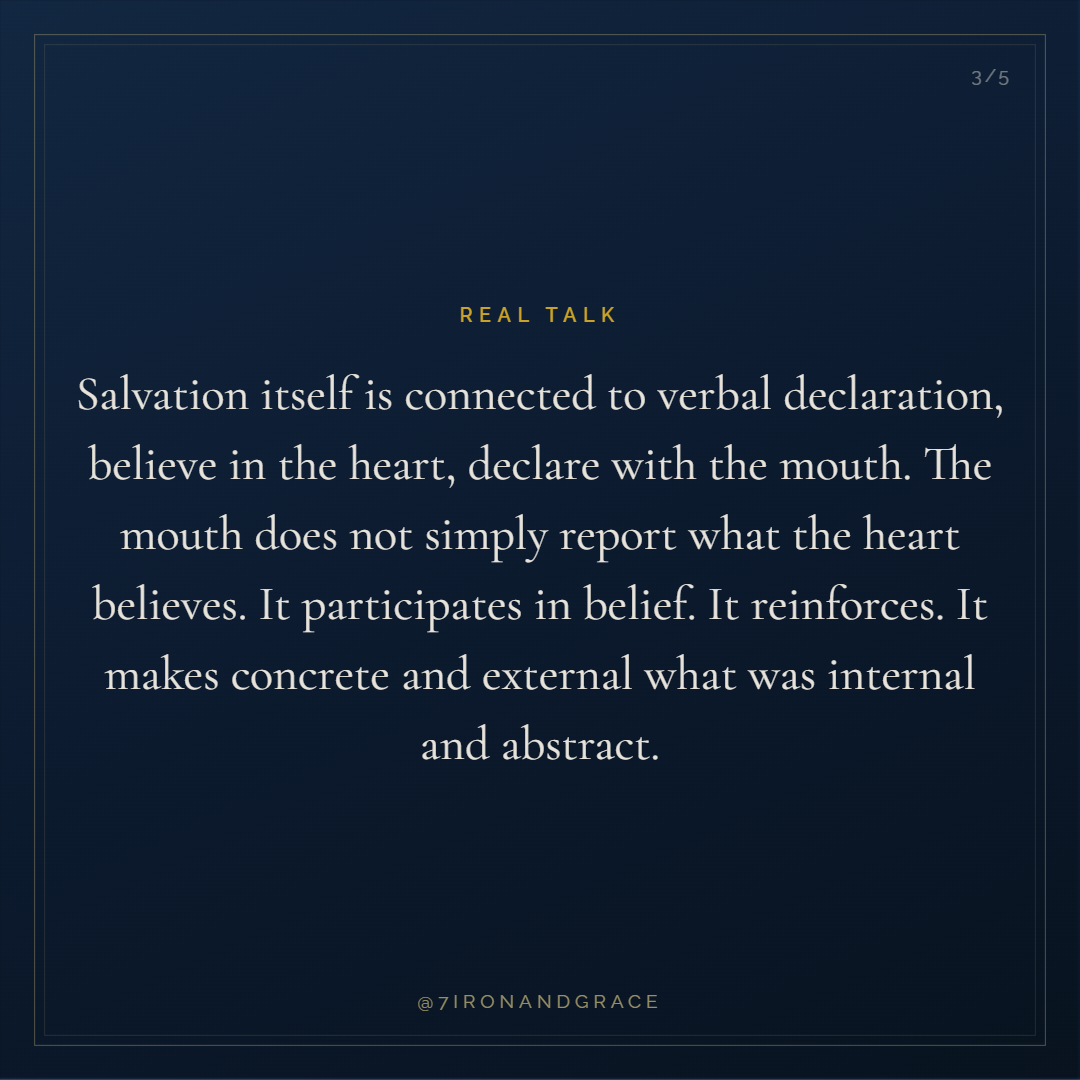 3/5
REAL TALK
Salvation itself is connected to verbal declaration,
believe in the heart, declare with the mouth. The
mouth does not simply report what the heart
believes. It participates in belief. It reinforces. It
makes concrete and external what was internal
and abstract.
@7IRONANDGRACE